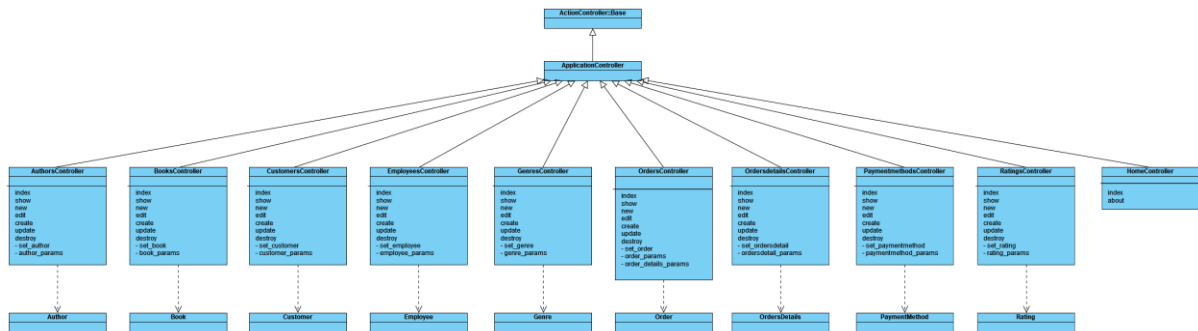 ActionController::Base
ApplicationController
AuthorsController
index
show
new
edit
create
update
destroy
- set_author
- author_params
BooksController
index
show
new
edit
create
update
destroy
- set_book
- book_params
CustomersController
index
show
new
edit
create
update
destroy
- set_customer
- customer_params
EmployeesController
index
show
new
edit
create
update
destroy
- set_employee
- employee_params
GenresController
index
show
new
edit
create
update
destroy
- set_genre
- genre_params
OrdersController
index
show
new
edit
create
update
destroy
- set_order
- order_params
- order_details_params
OrdersdetailsController
index
show
new
edit
create
update
destroy
- set_ordersdetail
- ordersdetail_params
PaymentmethodsController
index
show
new
edit
create
update
destroy
- set_paymentmethod
- paymentmethod_params
RatingsController
index
show
new
edit
create
update
destroy
- set_rating
- rating_params
HomeController
index
about
Author
Book
Customer
Employee
Genre
Order
OrdersDetails
PaymentMethod
Rating